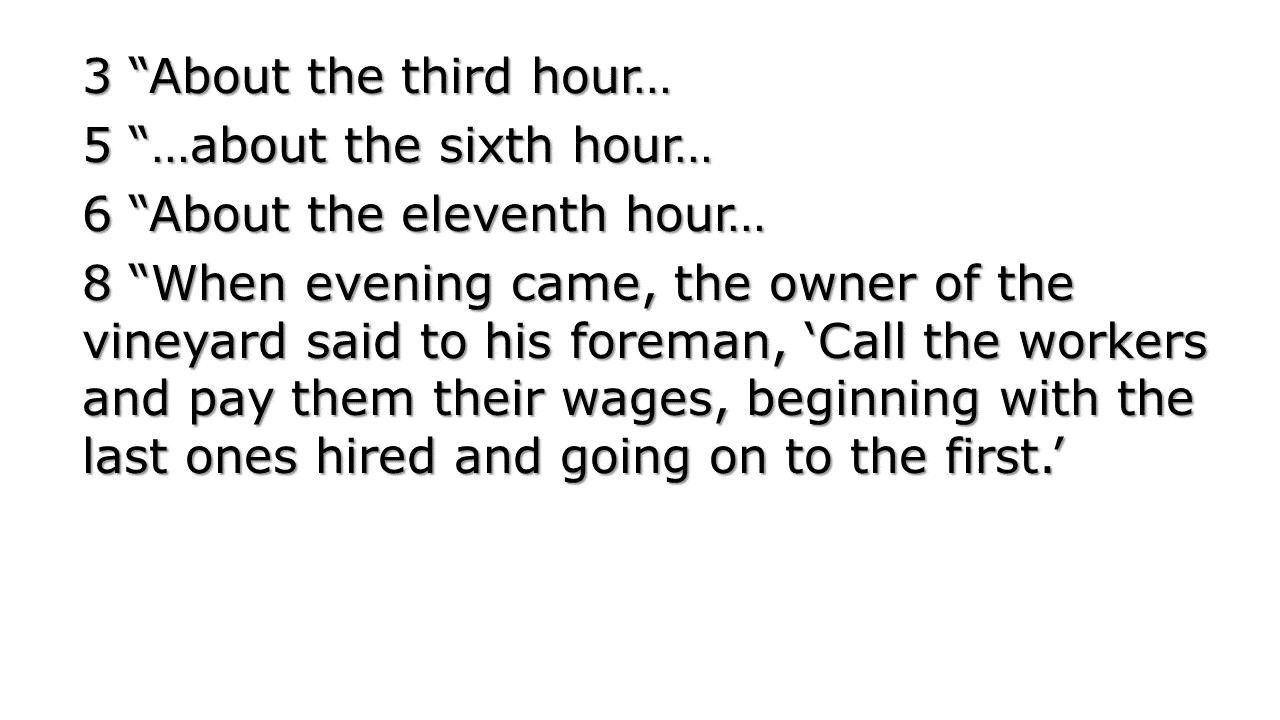 3 “About the third hour…
5 “…about the sixth hour…
6 “About the eleventh hour…
8 “When evening came, the owner of the
vineyard said to his foreman, ‘Call the workers
and pay them their wages, beginning with the
last ones hired and going on to the first.’